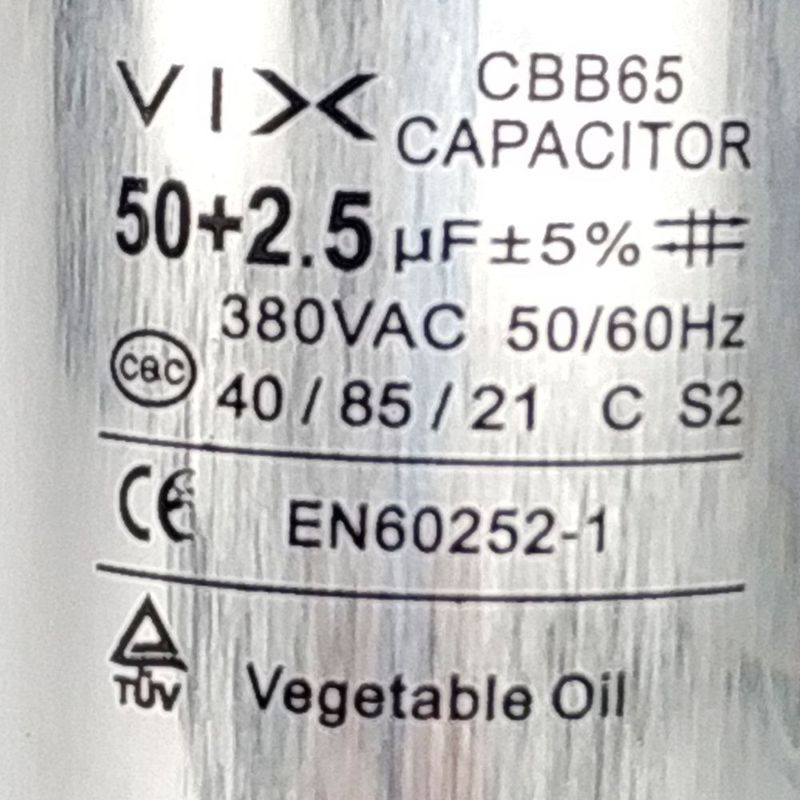 VIX CBB65
CAPACITOR
50+2.5 μF±5%
380VAC 50/60Hz
CQC
40 / 85 / 21 C S2
CE EN60252-1
TÜV Vegetable Oil